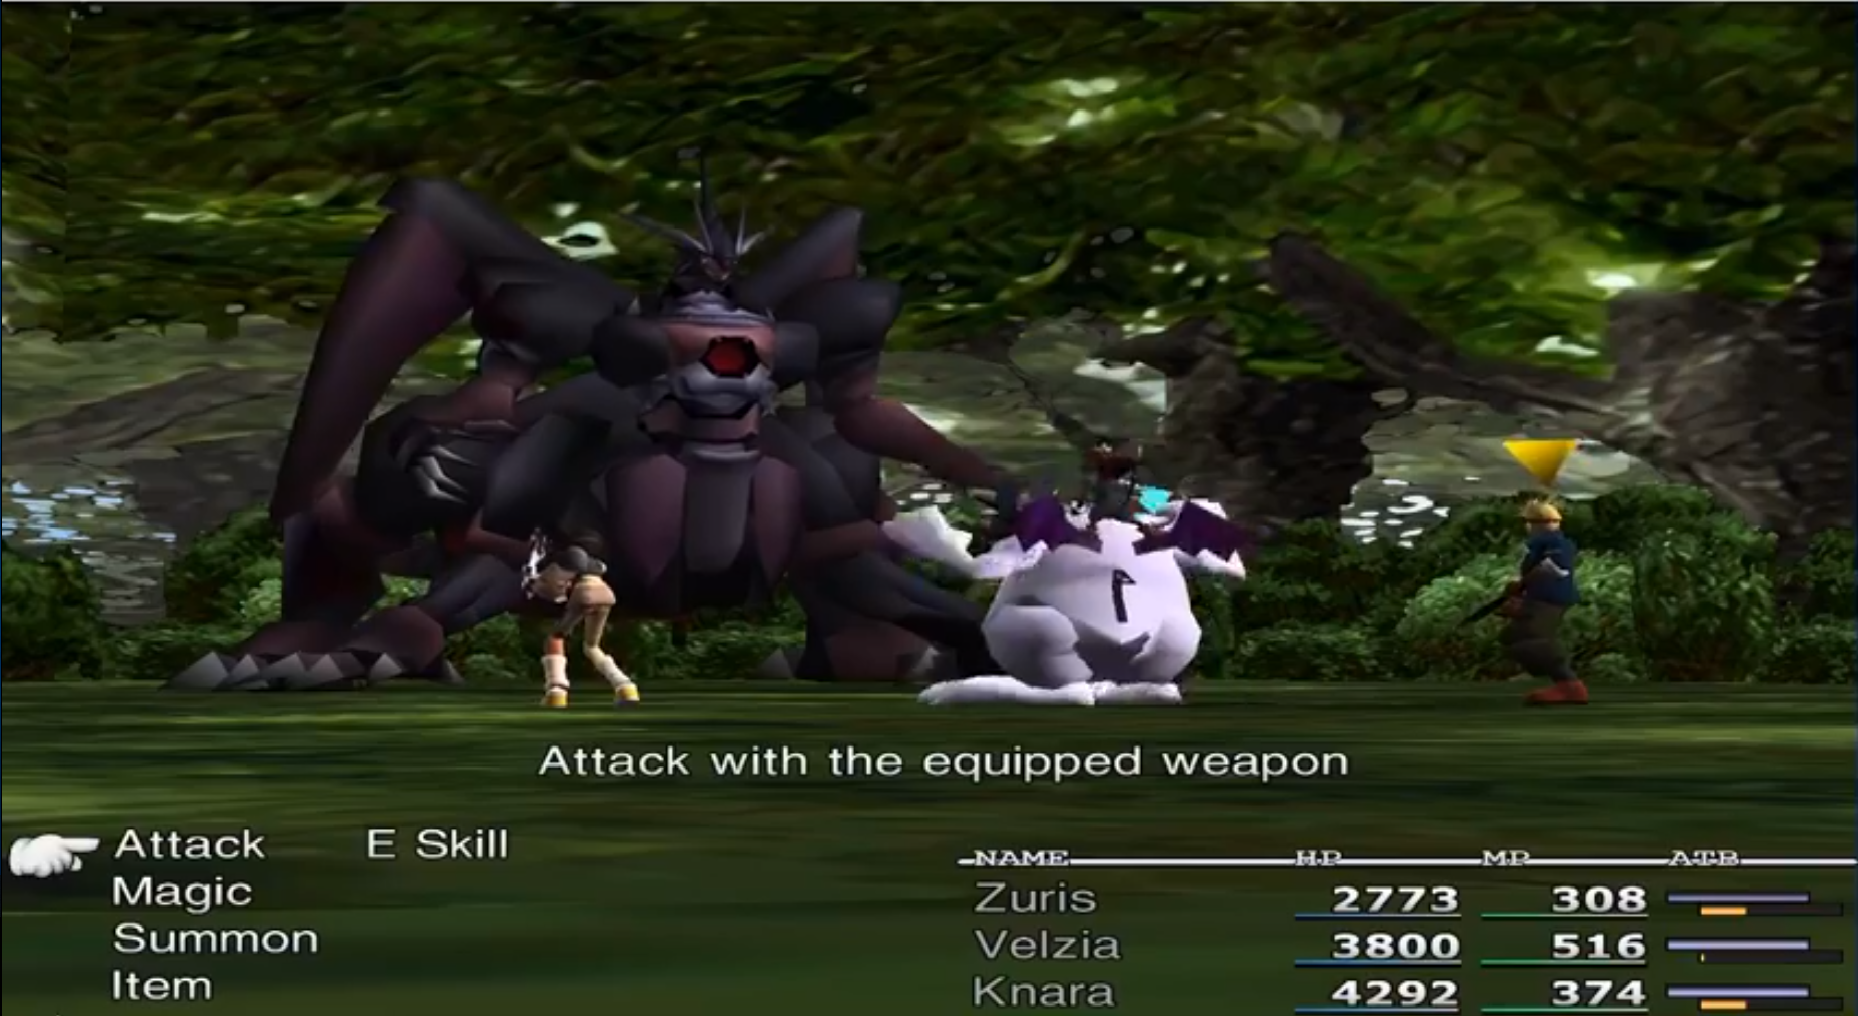 Attack with the equipped weapon
Attack E Skill
Magic
Summon
Item
NAME HP MP ATB
Zuris 2773 308
Velzia 3800 516
Knara 4292 374